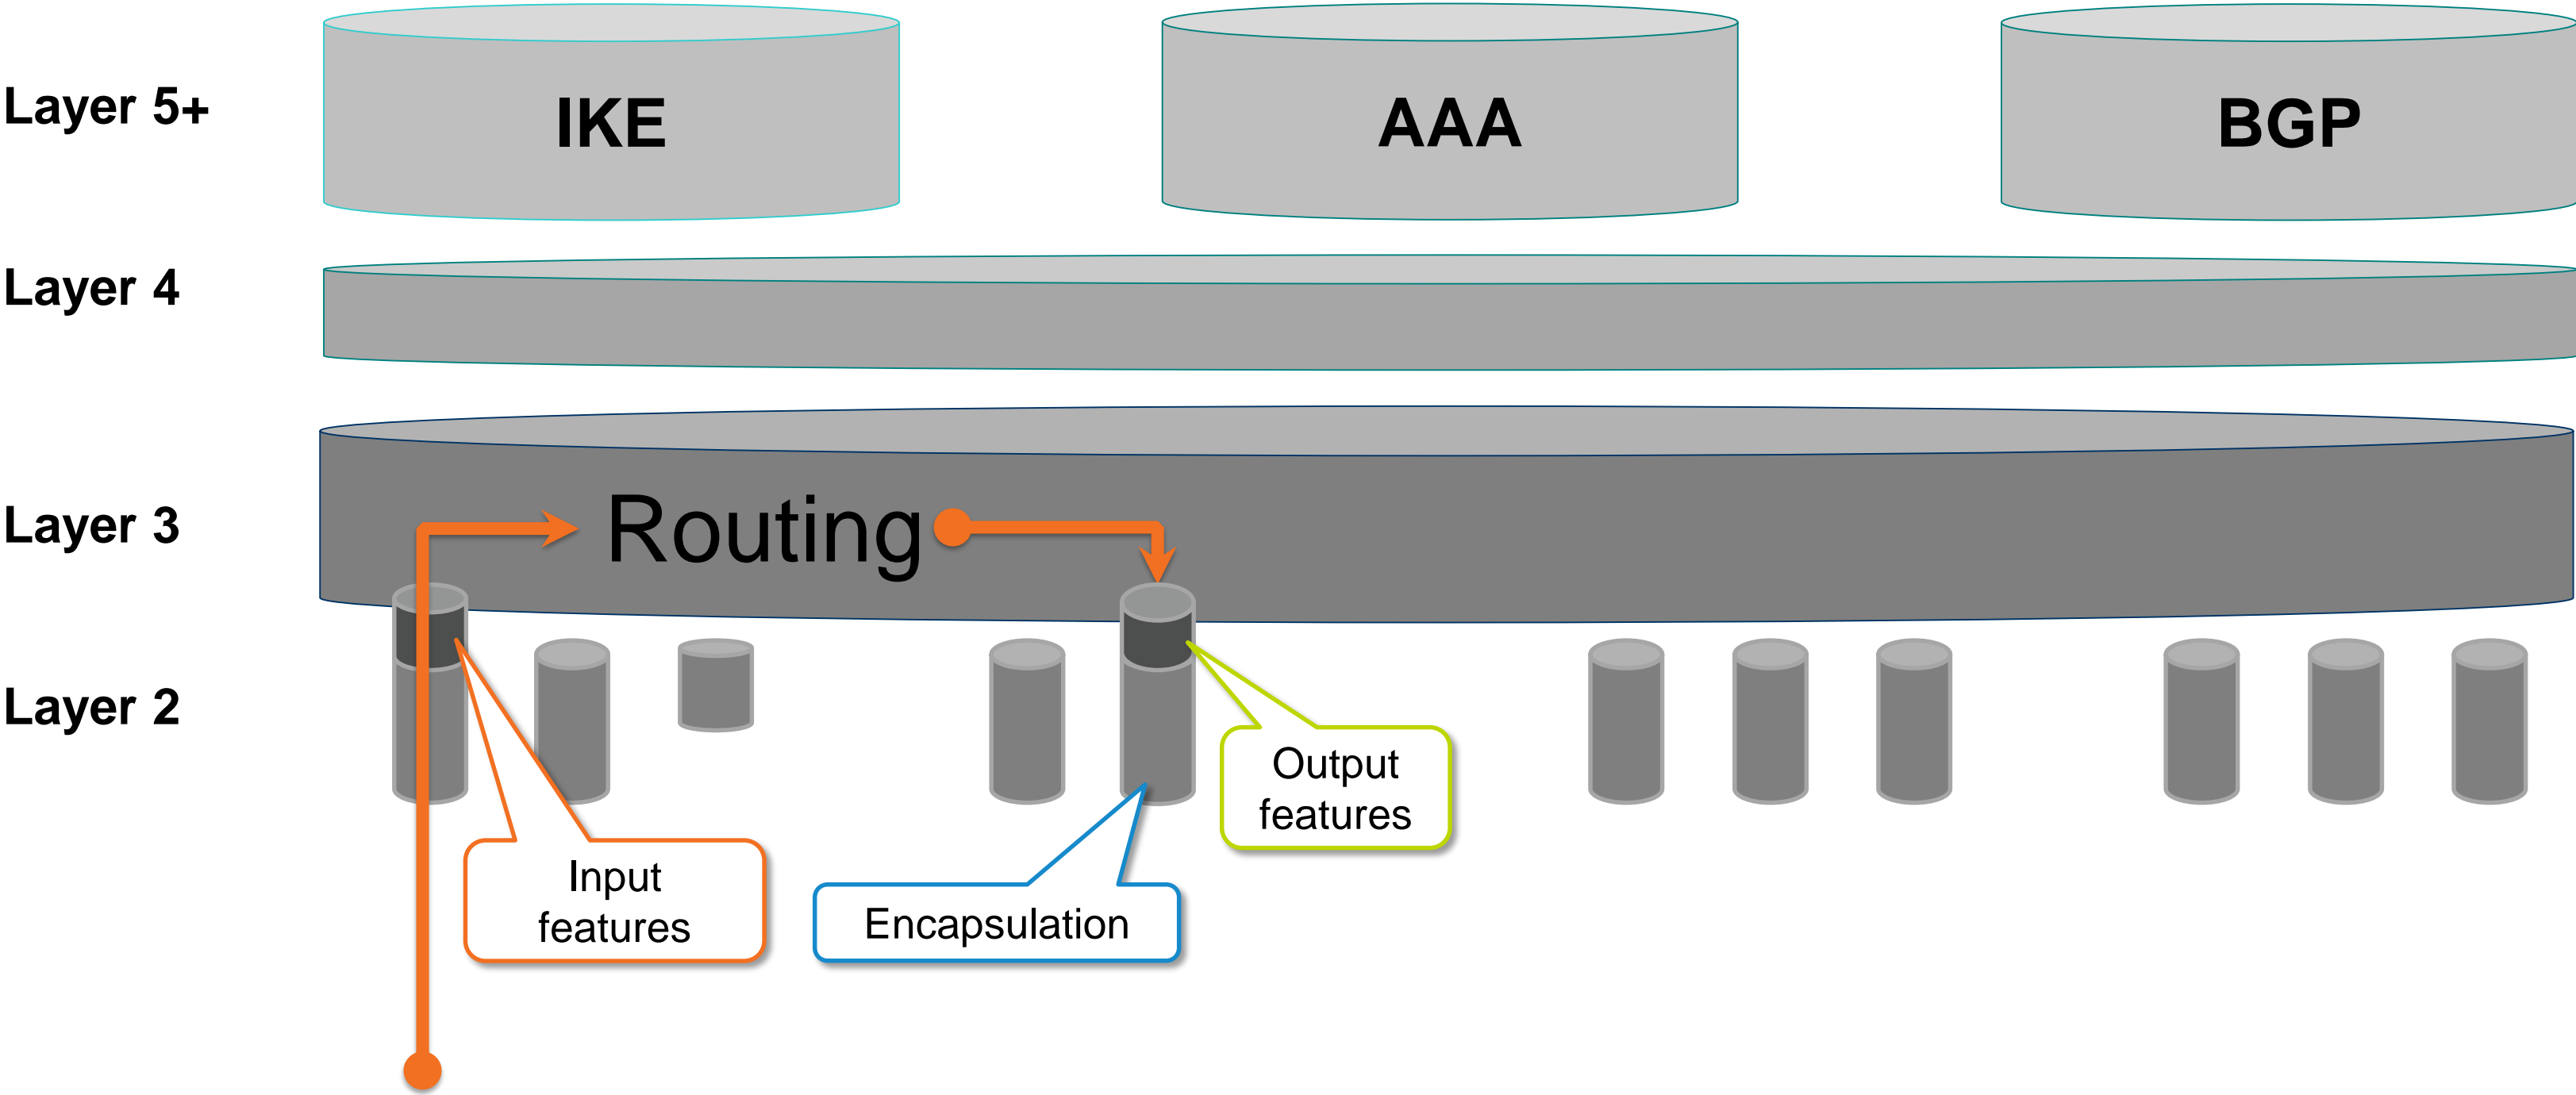 Layer 5+
IKE
AAA
BGP
Layer 4
Layer 3
Routing
Layer 2
Output
features
Input
features
Encapsulation